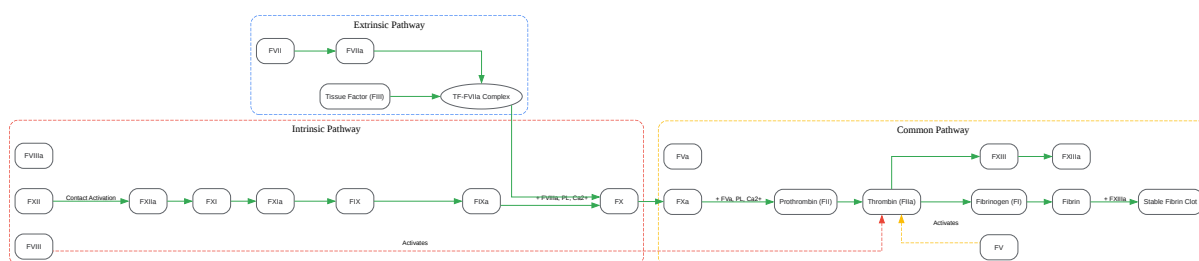 Extrinsic Pathway
FVII
FVIIa
Tissue Factor (FIII)
TF-FVIIa Complex
Intrinsic Pathway
FVIIIa
FXII
Contact Activation
FXIIa
FXI
FXIa
FIX
FIXa
+ FVIIIa, PL, Ca2+
FX
FVIII
Activates
Common Pathway
FVa
FXIII
FXIIIa
FXa
+ FVa, PL, Ca2+
Prothrombin (FII)
Thrombin (FIIa)
Fibrinogen (FI)
Fibrin
+ FXIIIa
Stable Fibrin Clot
Activates
FV